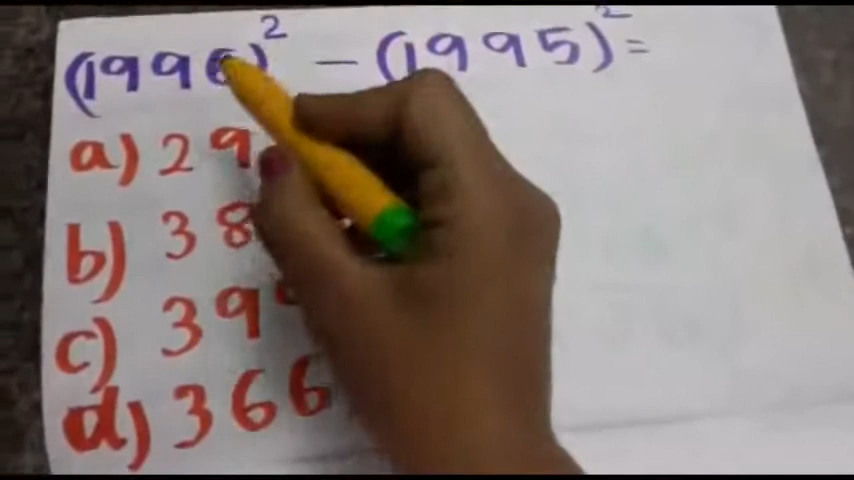 (1996)² - (1995)² =
a) 29
b) 38
c) 39
d) 366